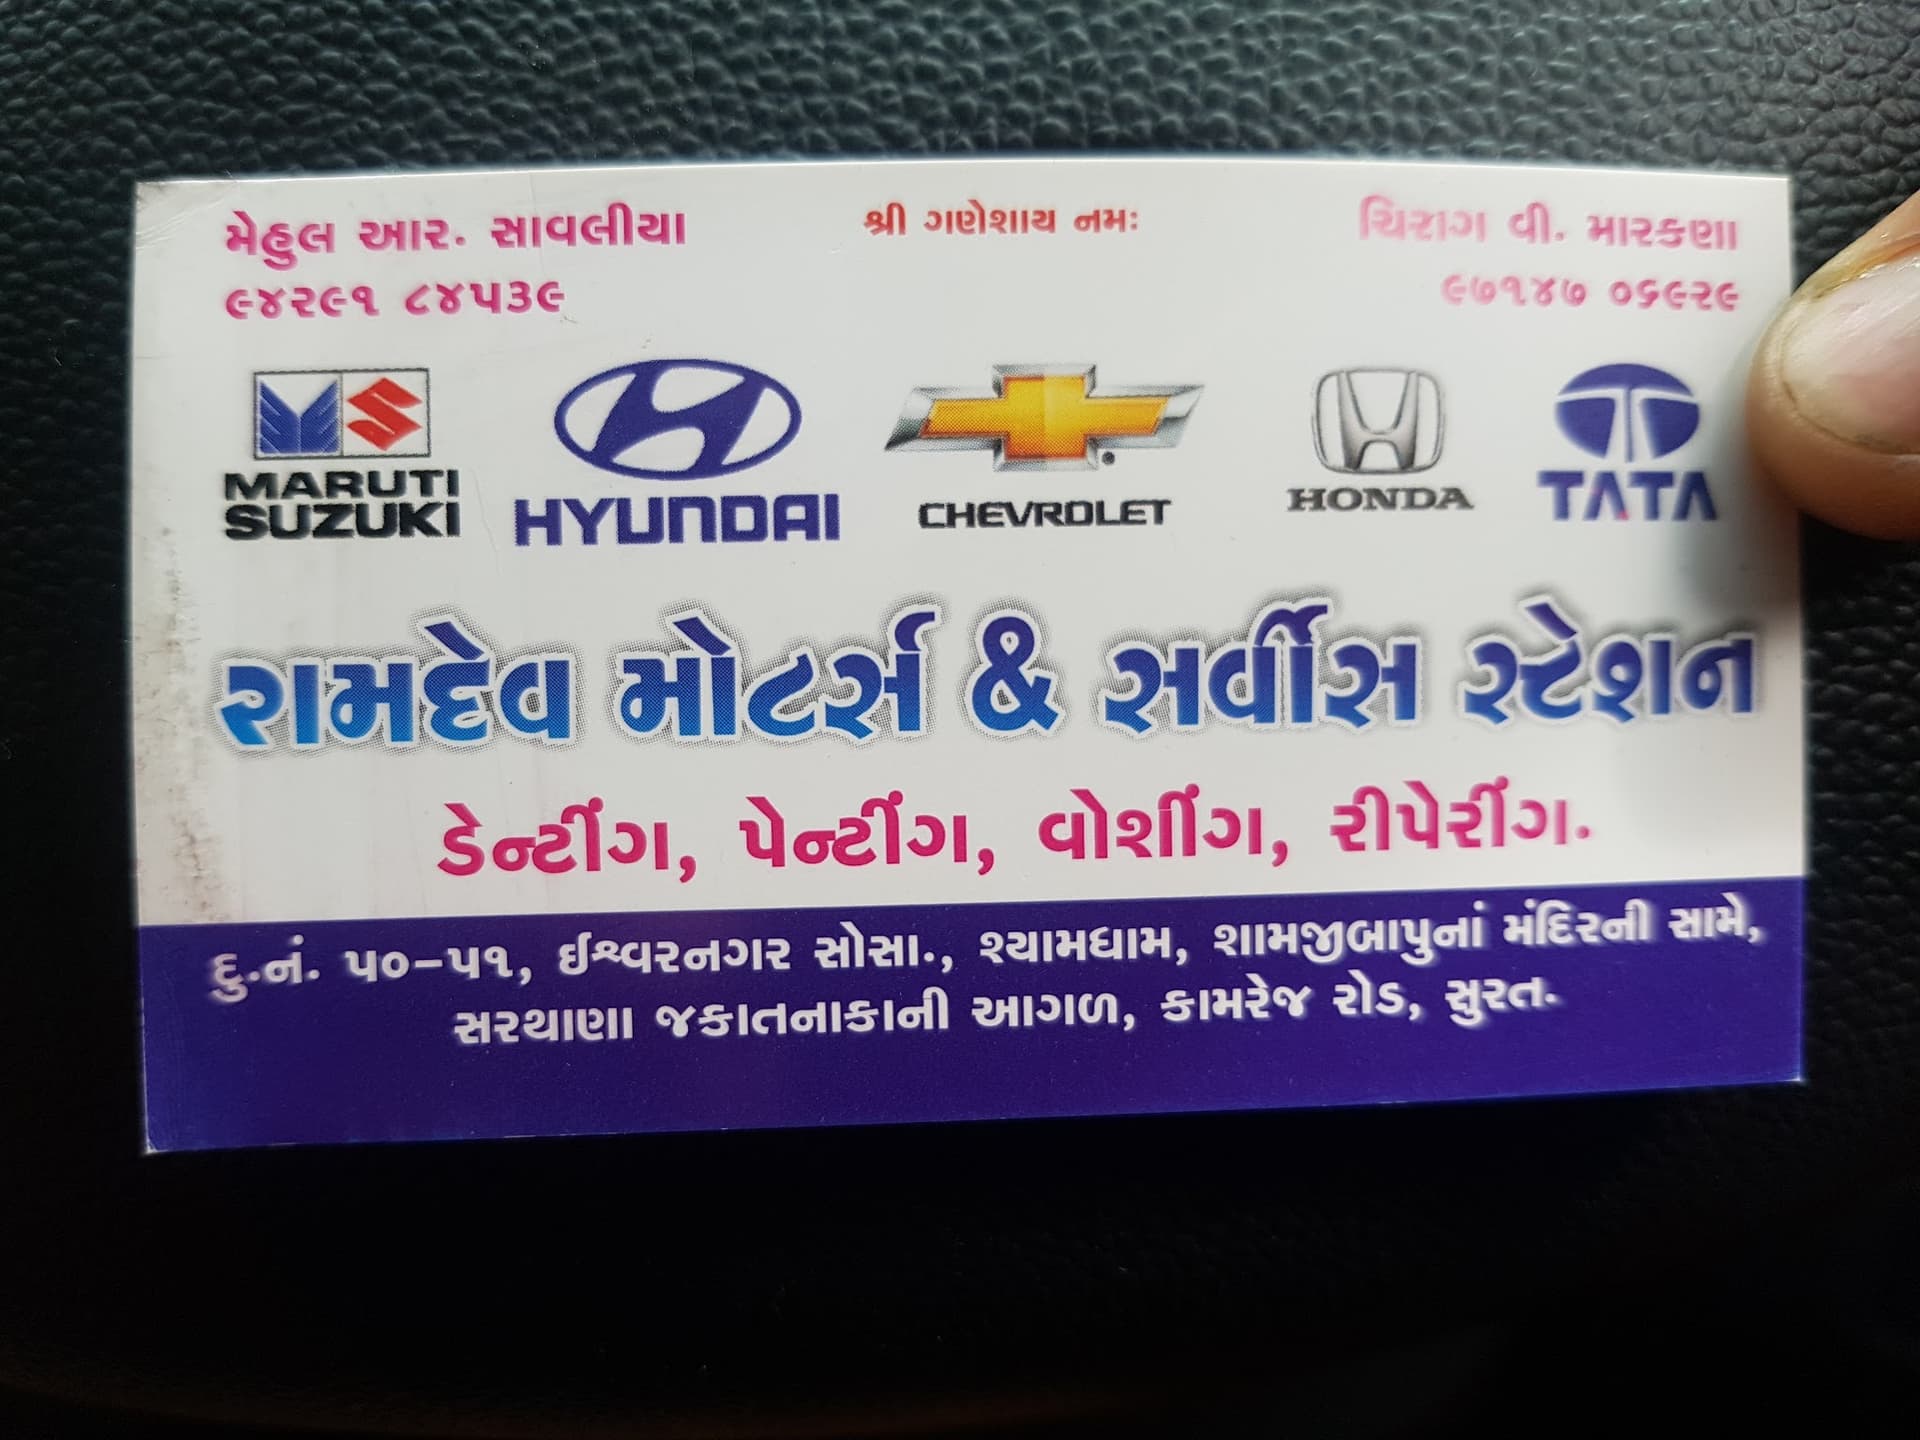 મેહુલ આર. સાવલીયા
૯૪૨૯૧ ૮૪૫૩૯
શ્રી ગણેશાય નમઃ
ચિરાગ વી. મારકણા
૯૭૧૪૭ ૦૬૯૨૯
MARUTI
SUZUKI
HYUNDAI
CHEVROLET
HONDA
TATA
રામદેવ મોટર્સ & સર્વીસ સ્ટેશન
ડેન્ટીંગ, પેન્ટીંગ, વોશીંગ, રીપેરીંગ.
દુ.નં. ૫૦-૫૧, ઈશ્વરનગર સોસા., શ્યામધામ, શામજીબાપુનાં મંદિરની સામે,
સરથાણા જકાતનાકાની આગળ, કામરેજ રોડ, સુરત.